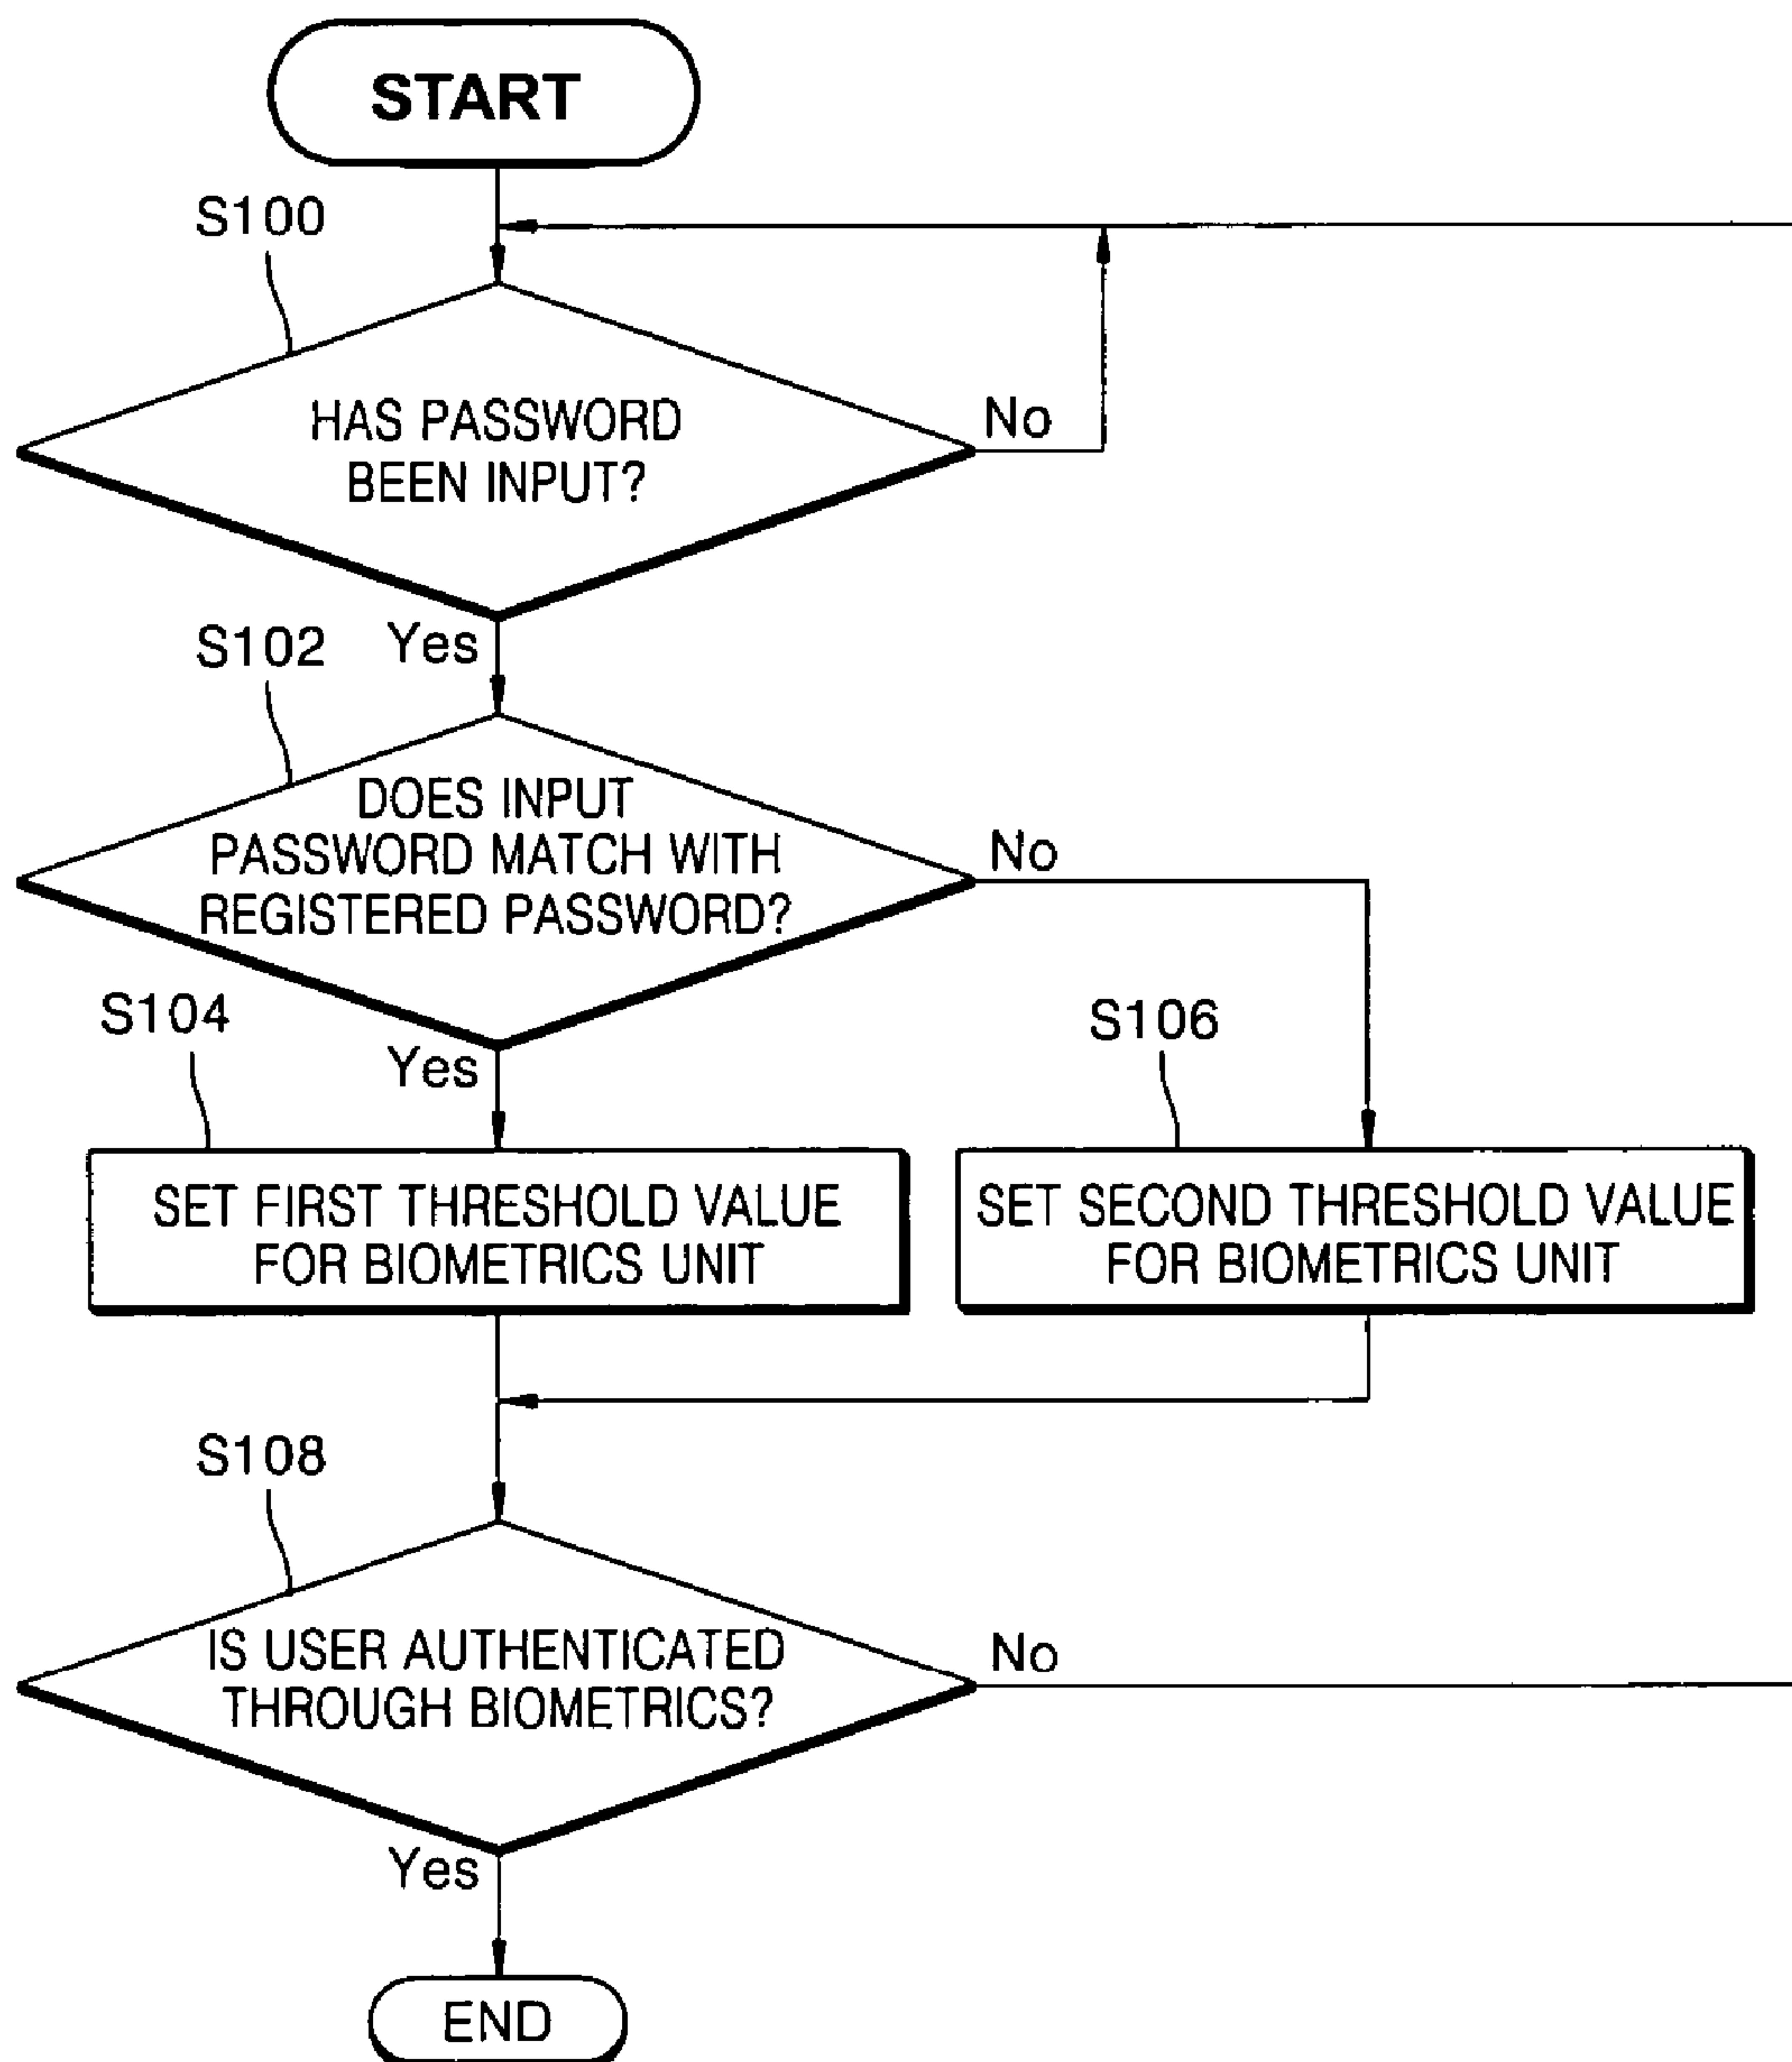 START
S100
HAS PASSWORD
BEEN INPUT?
No
Yes
S102
DOES INPUT
PASSWORD MATCH WITH
REGISTERED PASSWORD?
No
Yes
S104
S106
SET FIRST THRESHOLD VALUE
FOR BIOMETRICS UNIT
SET SECOND THRESHOLD VALUE
FOR BIOMETRICS UNIT
S108
IS USER AUTHENTICATED
THROUGH BIOMETRICS?
No
Yes
END